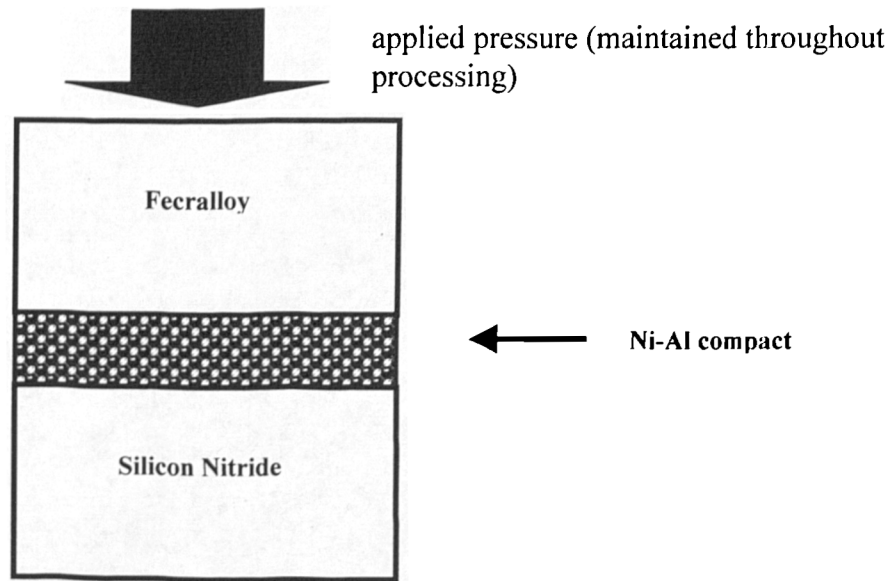 applied pressure (maintained throughout
processing)
Fecralloy
Ni-Al compact
Silicon Nitride